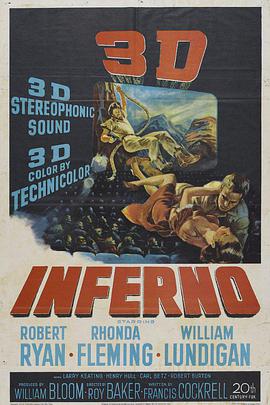 3D
3D
STEREOPHONIC
SOUND
3D
COLOR BY
TECHNICOLOR
INFERNO
STARRING
ROBERT RYAN · RHONDA FLEMING · WILLIAM LUNDIGAN
WITH LARRY KEATING · HENRY HULL · CARL BETZ · ROBERT BURTON
PRODUCED BY WILLIAM BLOOM · DIRECTED BY ROY BAKER · WRITTEN BY FRANCIS COCKRELL
20th
CENTURY-FOX